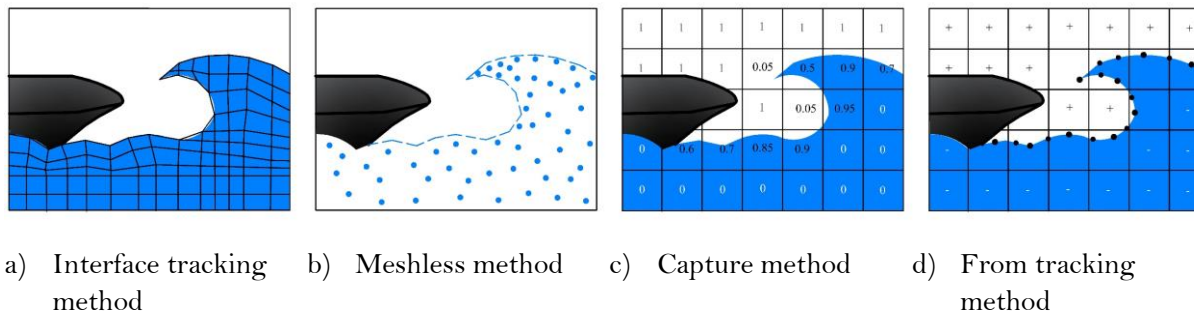 1 1 1 1 1 1 1
1 1 1 0.05 0.5 0.9 0.7
1 0.05 0.95 0
0 0.6 0.7 0.85 0.9 0 0
0 0 0 0 0 0 0
+ + + + + + +
+ + +
+ + -
- - - - -
- - - - - - -
a) Interface tracking
method
b) Meshless method
c) Capture method
d) From tracking
method